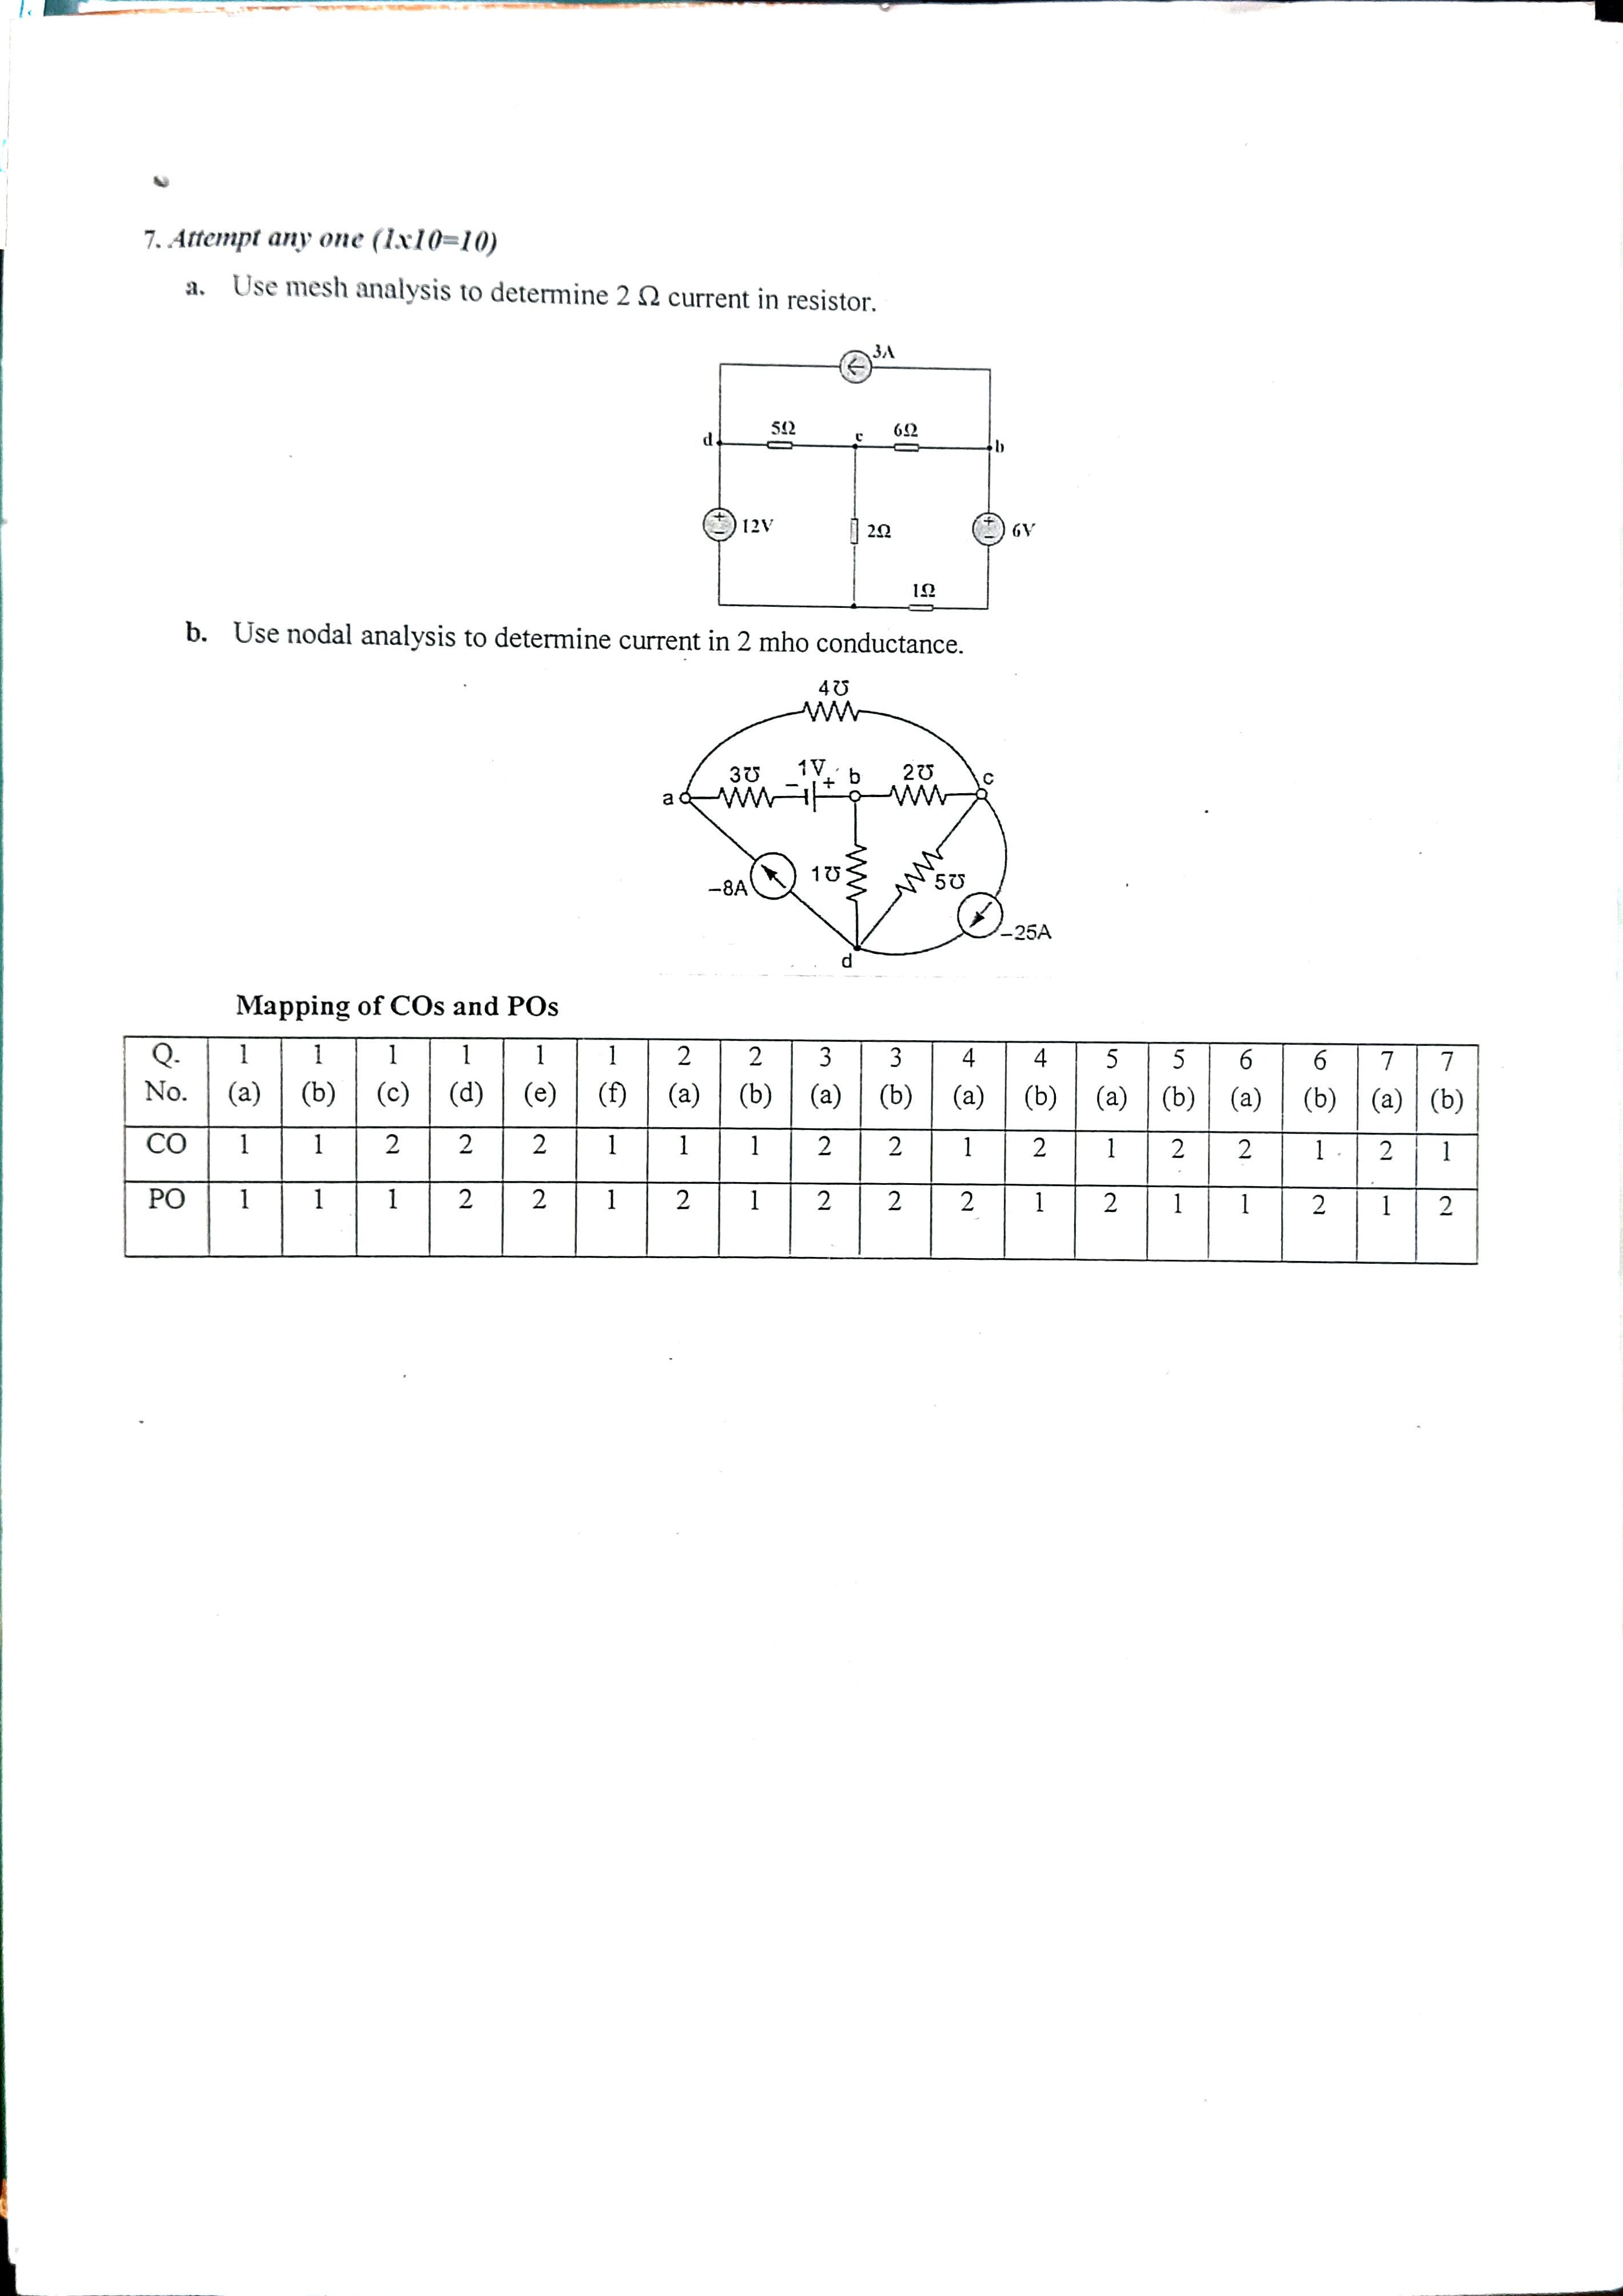 7. Attempt any one (1x10=10)
a. Use mesh analysis to determine 2 Ω current in resistor.
3A
d 5Ω c 6Ω b
12V 2Ω 6V
1Ω
b. Use nodal analysis to determine current in 2 mho conductance.
4℧
a 3℧ 1V b 2℧ c
-8A 1℧ 5℧
-25A
d
Mapping of COs and POs
Q. No. 1 (a) 1 (b) 1 (c) 1 (d) 1 (e) 1 (f) 2 (a) 2 (b) 3 (a) 3 (b) 4 (a) 4 (b) 5 (a) 5 (b) 6 (a) 6 (b) 7 (a) 7 (b)
CO 1 1 2 2 2 1 1 1 2 2 1 2 1 2 2 1 2 1
PO 1 1 1 2 2 1 2 1 2 2 2 1 2 1 1 2 1 2